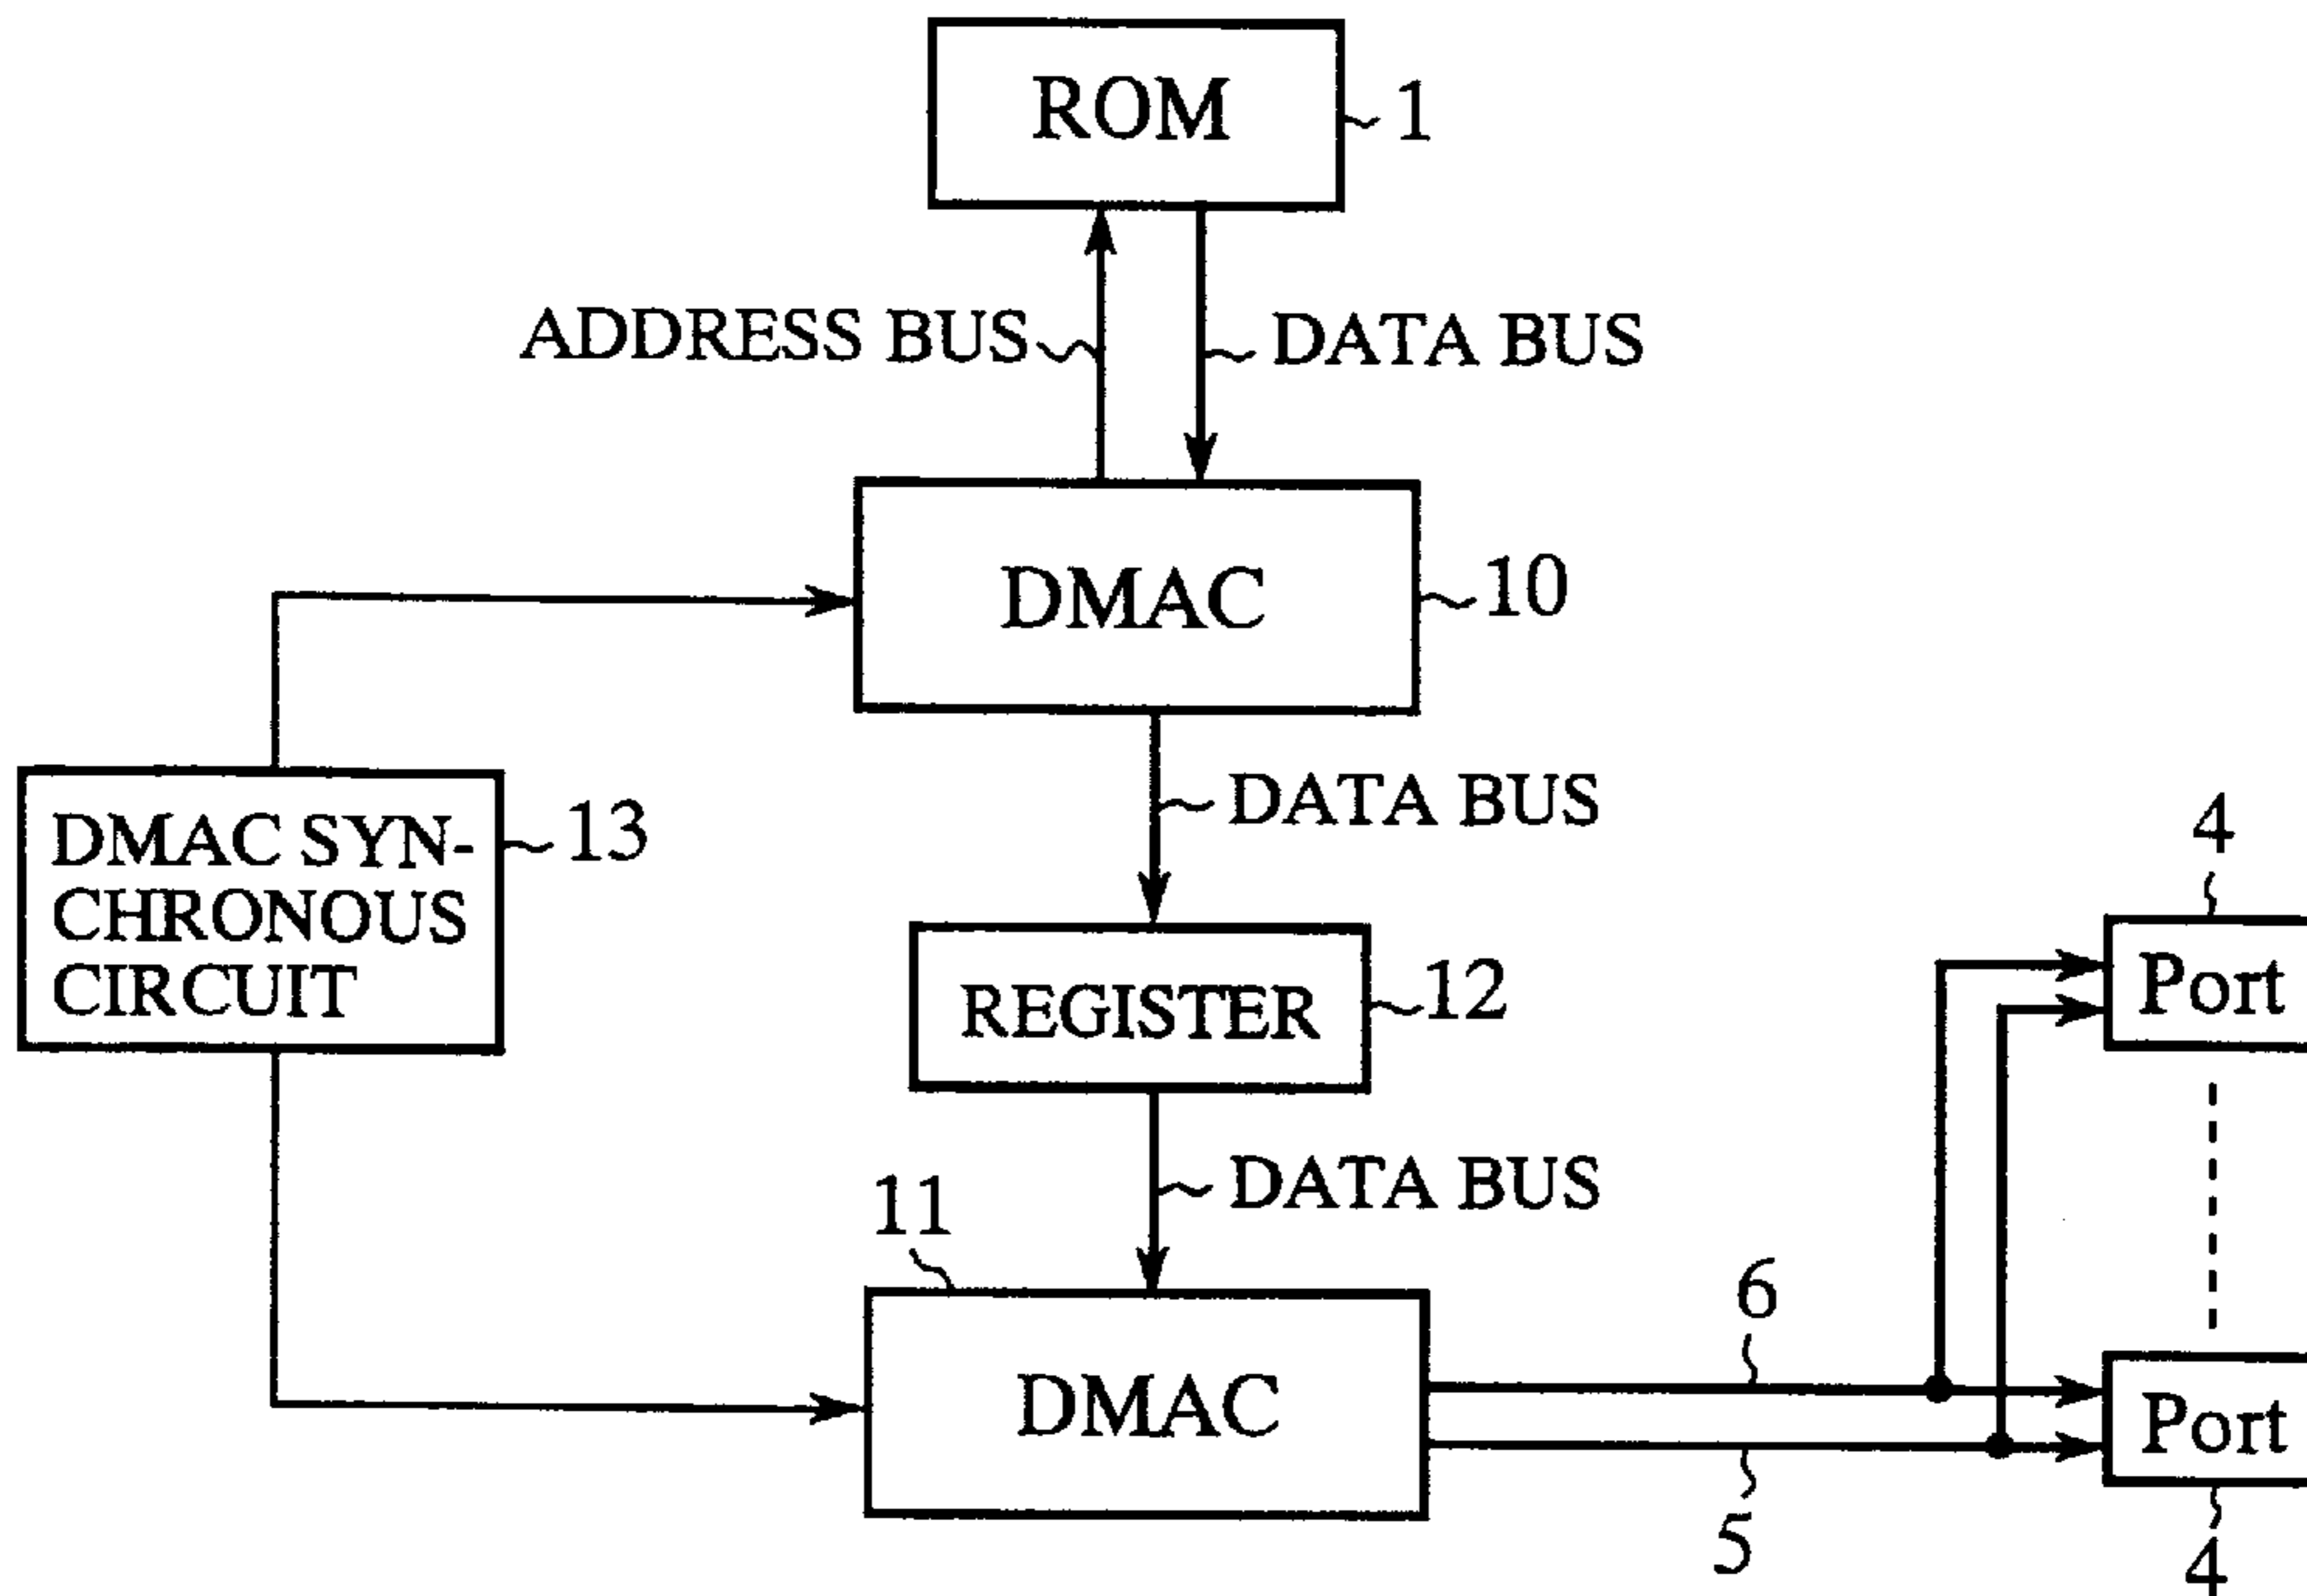 ROM
1
ADDRESS BUS
DATA BUS
DMAC
10
DATA BUS
DMAC SYN-
CHRONOUS
CIRCUIT
13
4
REGISTER
12
Port
DATA BUS
11
6
DMAC
Port
5
4